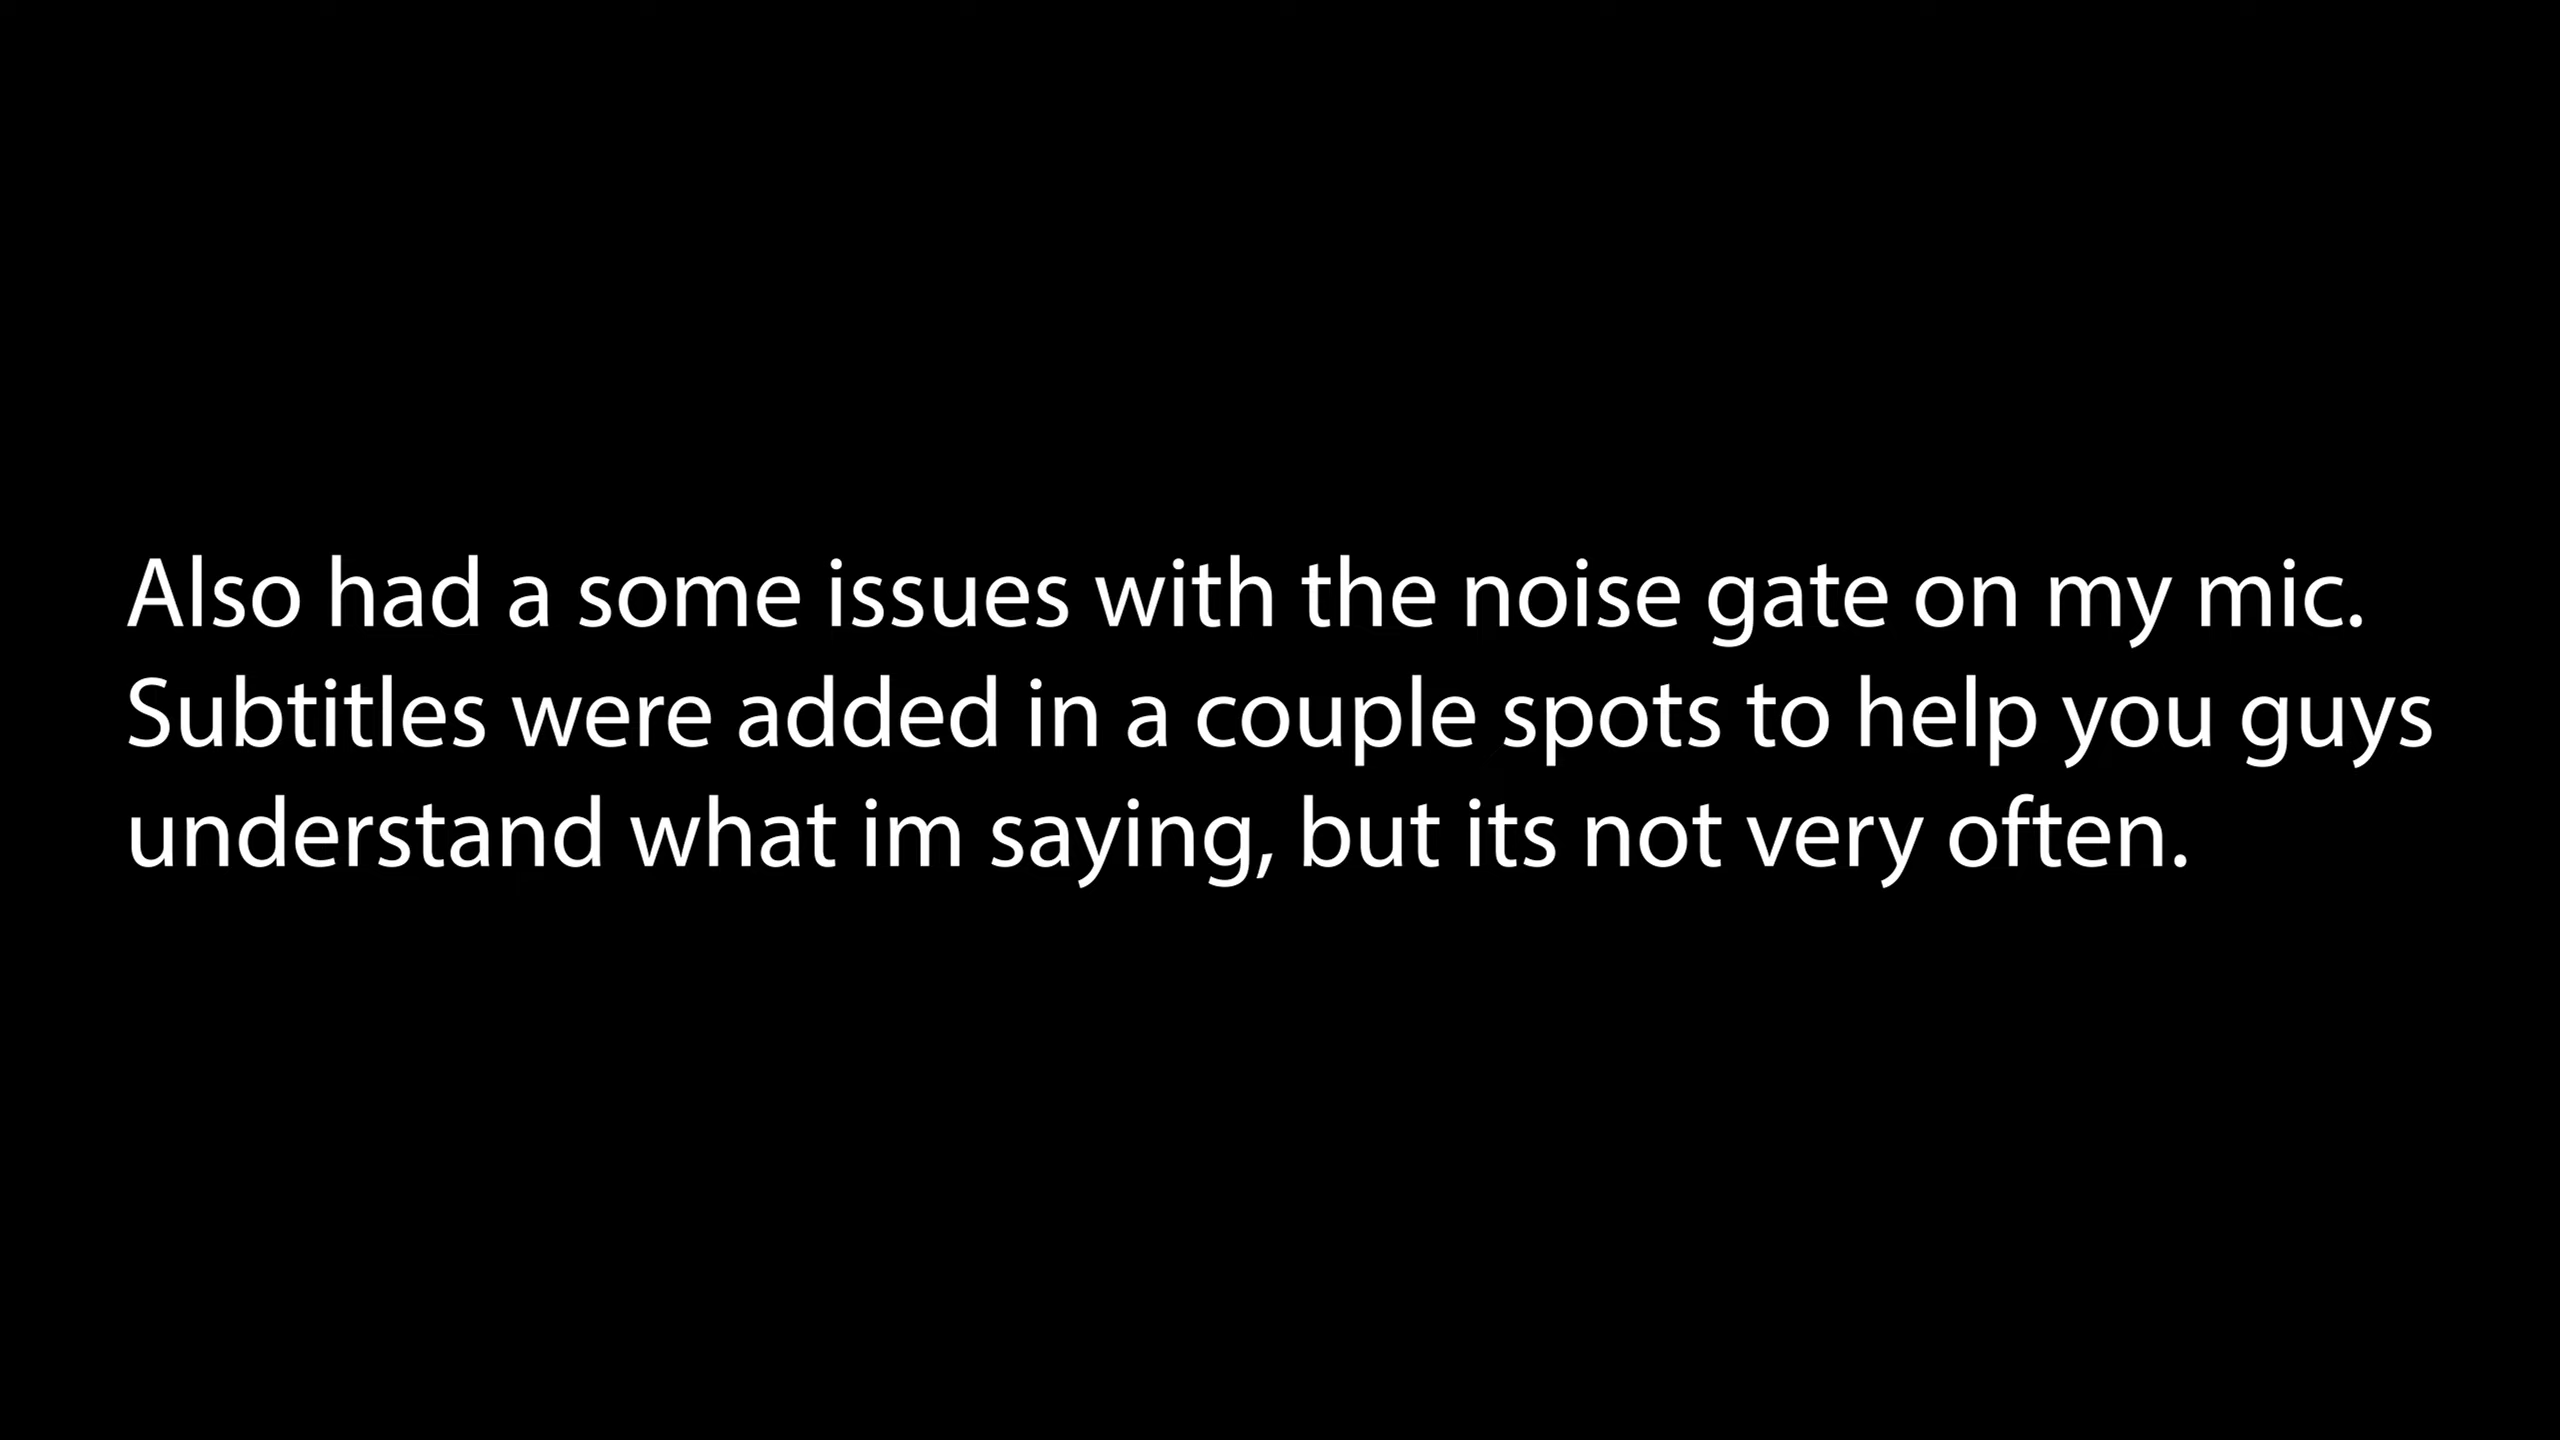 Also had a some issues with the noise gate on my mic.
Subtitles were added in a couple spots to help you guys
understand what im saying, but its not very often.